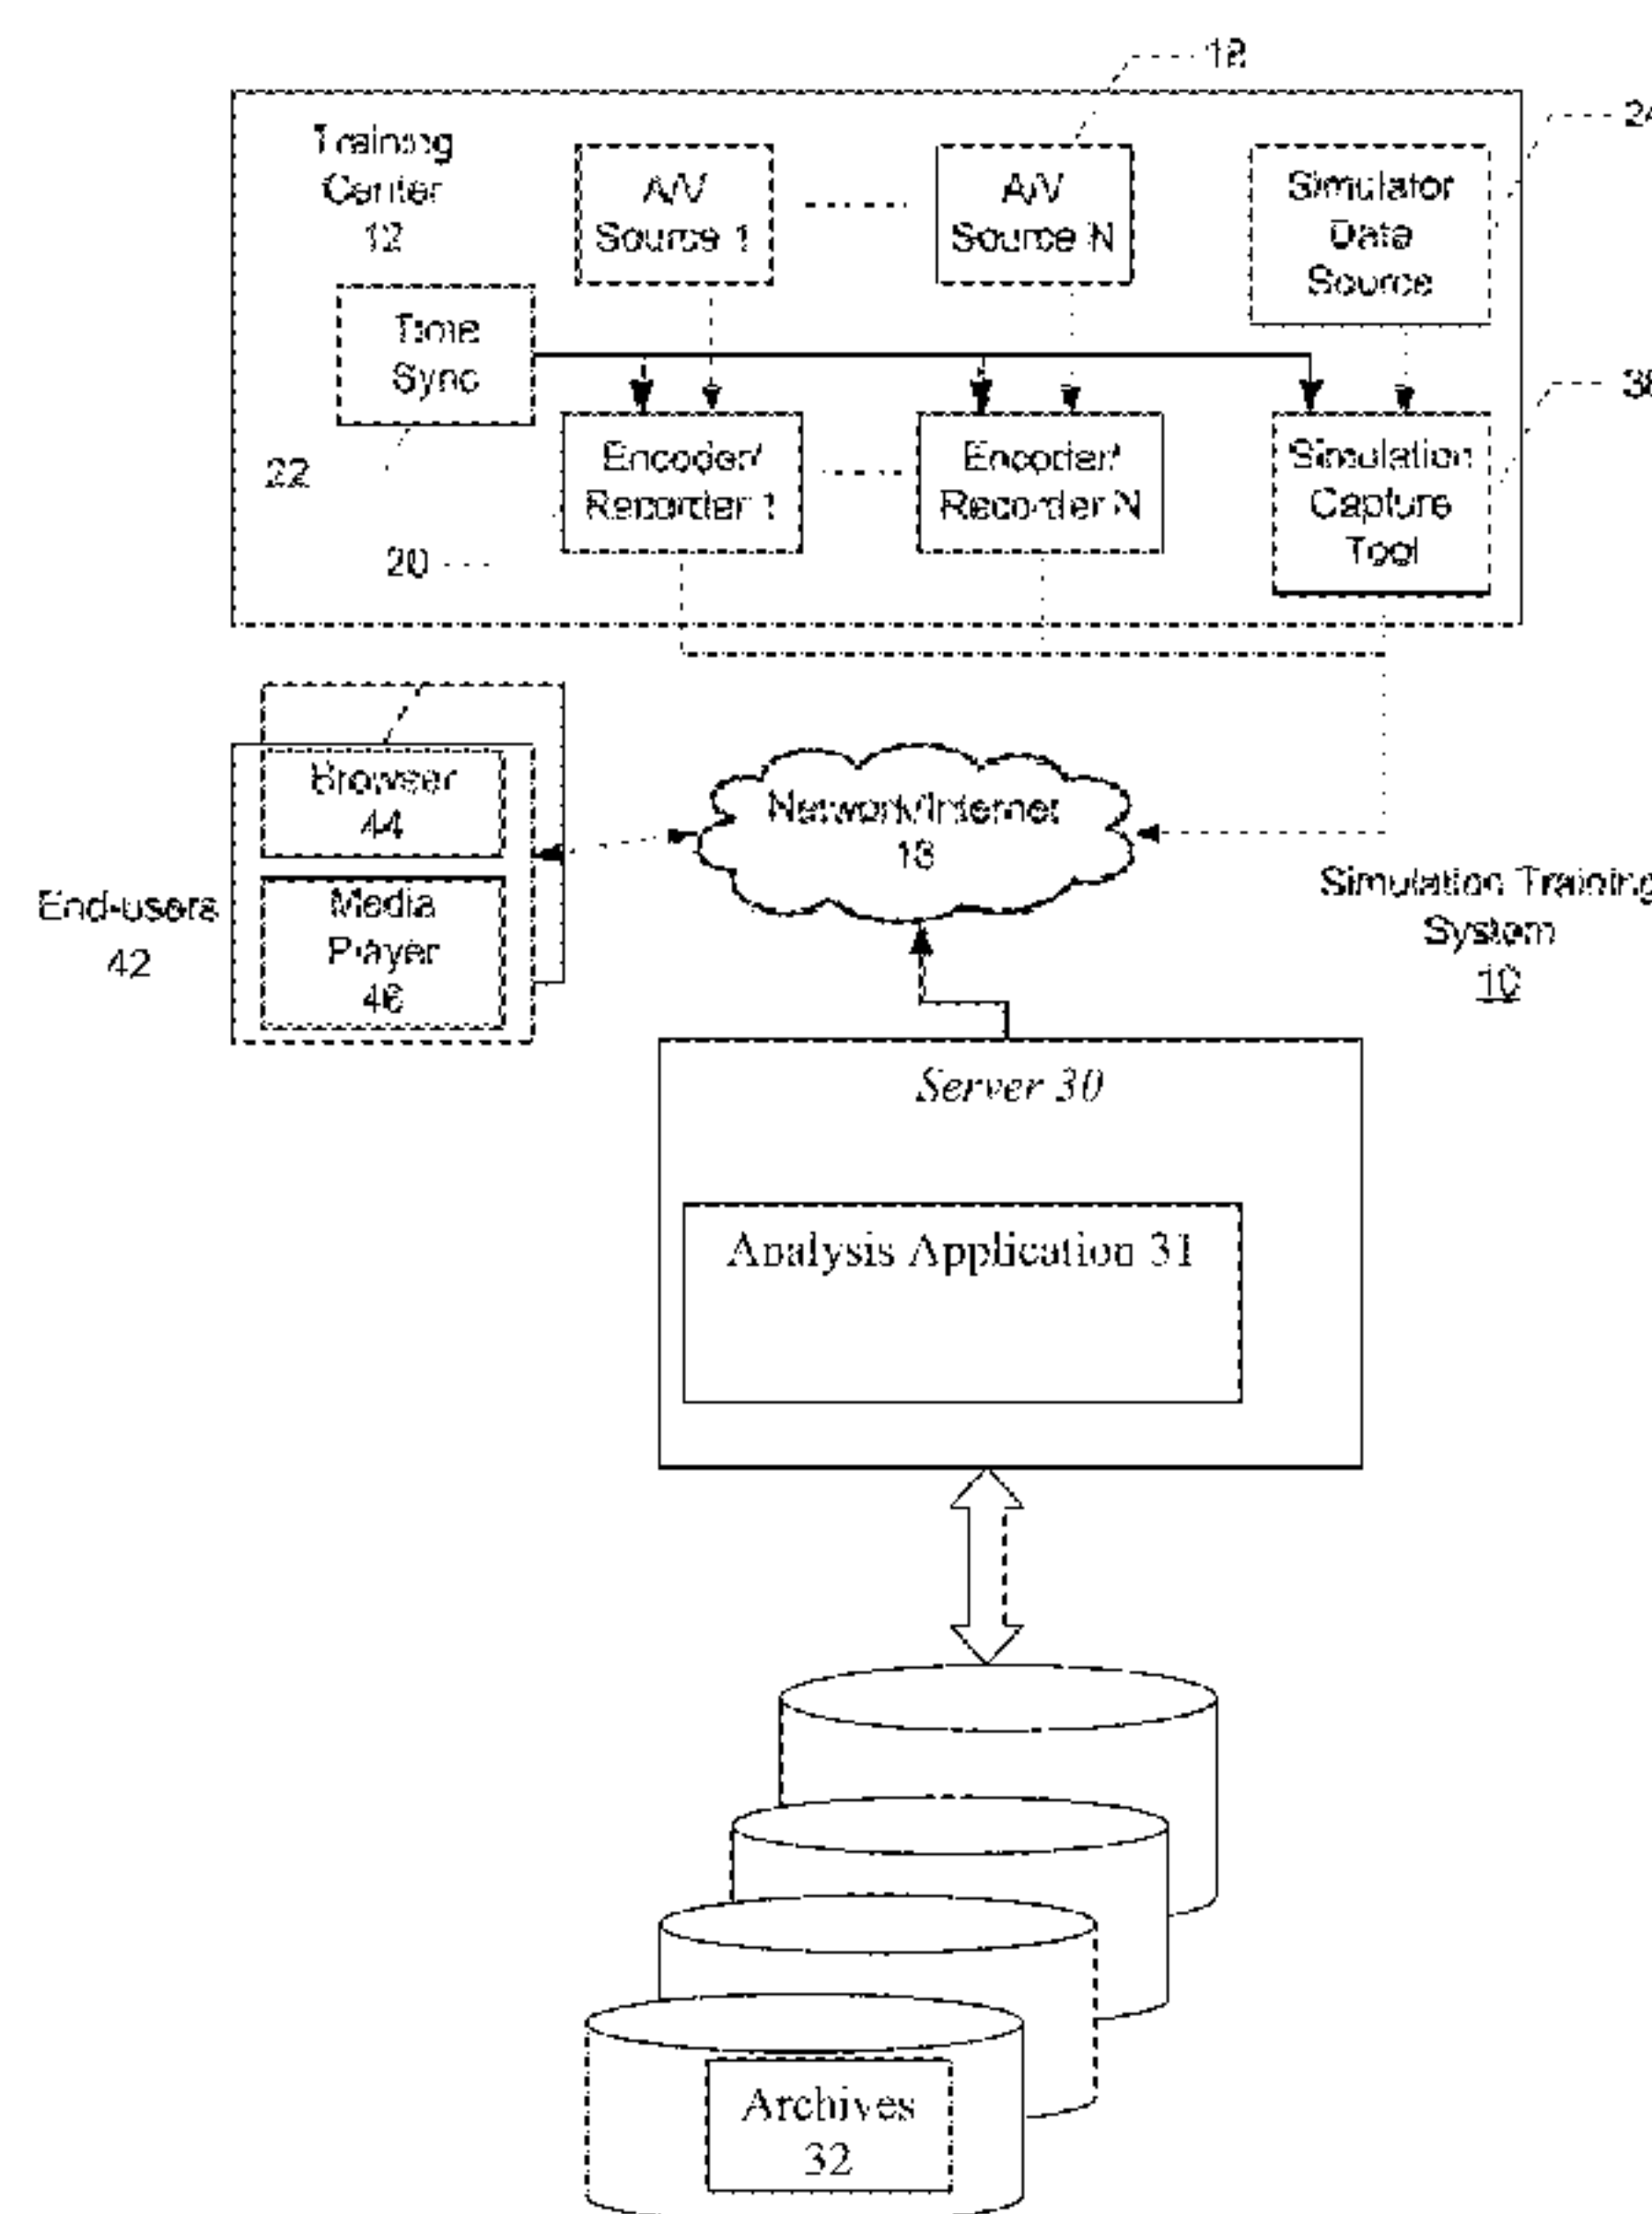 Training
Center
12
A/V
Source 1
A/V
Source N
Simulator
Data
Source
24
Time
Sync
22
Encoder/
Recorder 1
Encoder/
Recorder N
Simulation
Capture
Tool
20
Browser
44
Media
Player
46
End-users
42
Network/Internet
18
Simulation Training
System
10
Server 30
Analysis Application 31
Archives
32